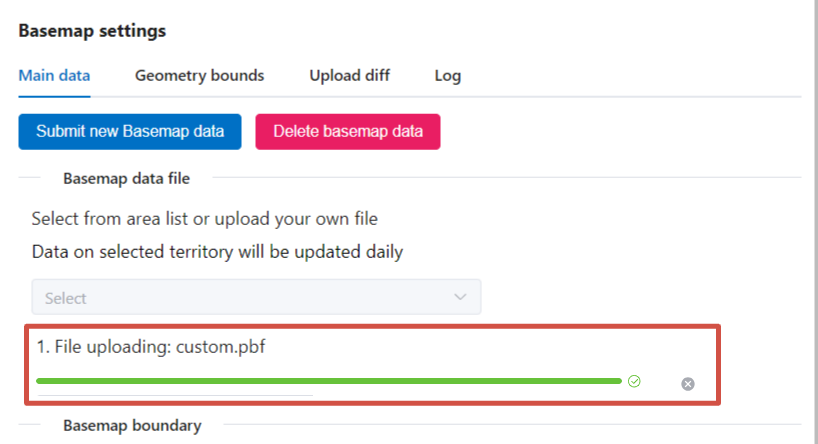 Basemap settings
Main data Geometry bounds Upload diff Log
Submit new Basemap data Delete basemap data
Basemap data file
Select from area list or upload your own file
Data on selected territory will be updated daily
Select
1. File uploading: custom.pbf
Basemap boundary